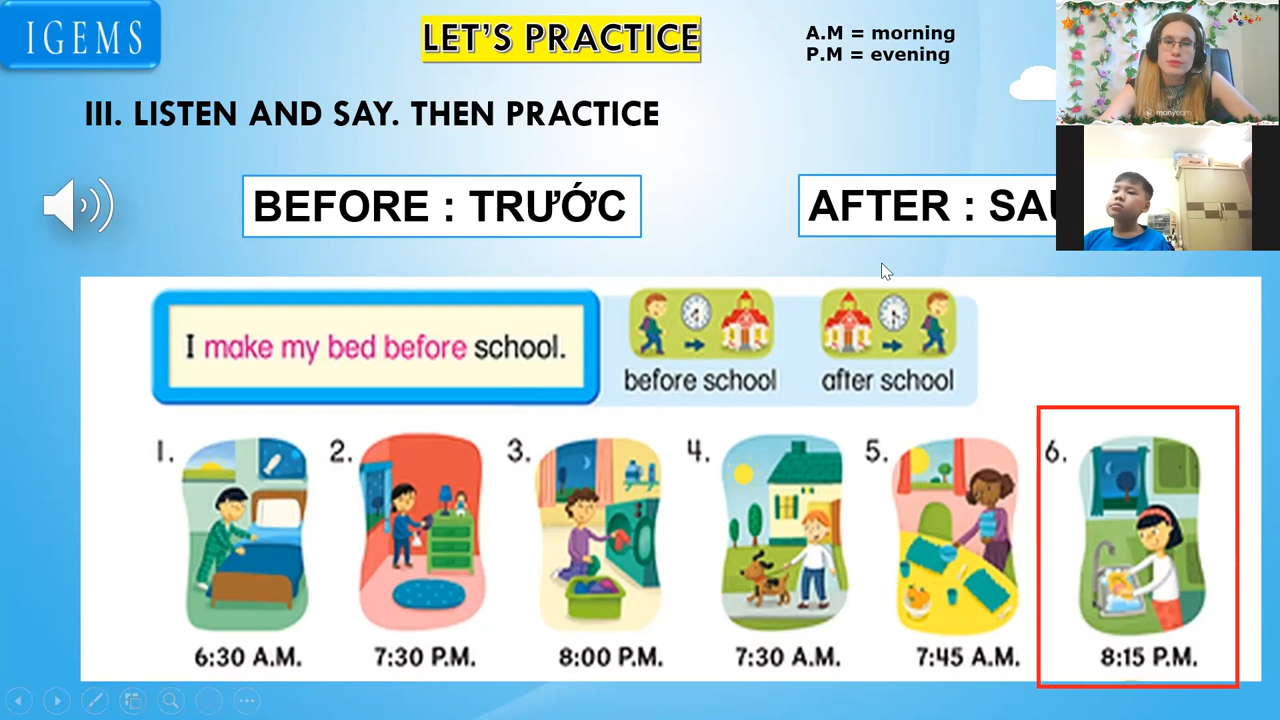 IGEMS
LET'S PRACTICE
A.M = morning
P.M = evening
manycam
III. LISTEN AND SAY. THEN PRACTICE
BEFORE : TRƯỚC
AFTER : SAU
I make my bed before school.
before school
after school
1.
2.
3.
4.
5.
6.
6:30 A.M.
7:30 P.M.
8:00 P.M.
7:30 A.M.
7:45 A.M.
8:15 P.M.